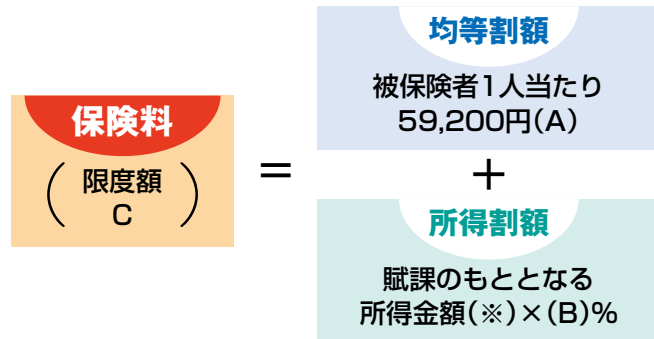 保険料
限度額
C
=
均等割額
被保険者1人当たり
59,200円(A)
+
所得割額
賦課のもととなる
所得金額(※)×(B)%